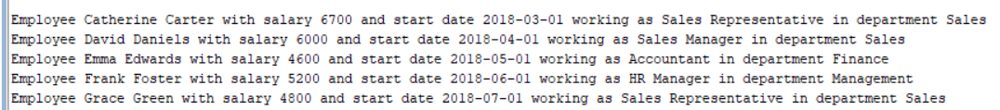 Employee Catherine Carter with salary 6700 and start date 2018-03-01 working as Sales Representative in department Sales
Employee David Daniels with salary 6000 and start date 2018-04-01 working as Sales Manager in department Sales
Employee Emma Edwards with salary 4600 and start date 2018-05-01 working as Accountant in department Finance
Employee Frank Foster with salary 5200 and start date 2018-06-01 working as HR Manager in department Management
Employee Grace Green with salary 4800 and start date 2018-07-01 working as Sales Representative in department Sales